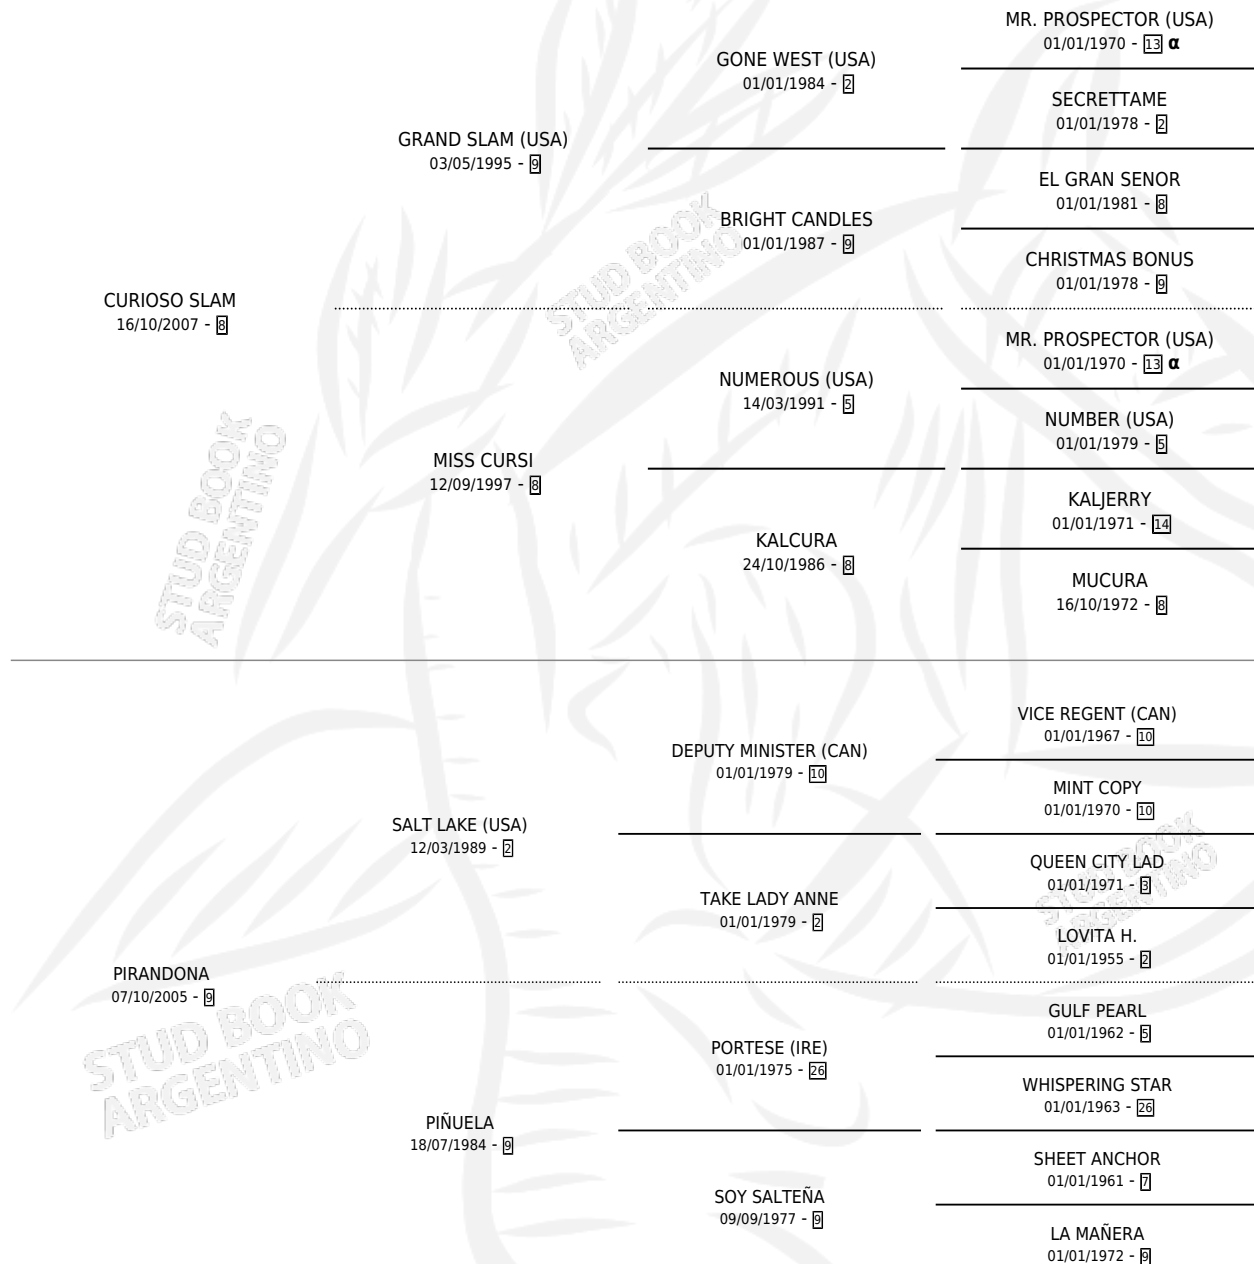 MR. PROSPECTOR (USA)
01/01/1970 - 13 α
GONE WEST (USA)
01/01/1984 - 2
SECRETTAME
01/01/1978 - 2
GRAND SLAM (USA)
03/05/1995 - 9
EL GRAN SENOR
01/01/1981 - 8
BRIGHT CANDLES
01/01/1987 - 9
CHRISTMAS BONUS
01/01/1978 - 9
CURIOSO SLAM
16/10/2007 - 8
MR. PROSPECTOR (USA)
01/01/1970 - 13 α
NUMEROUS (USA)
14/03/1991 - 5
NUMBER (USA)
01/01/1979 - 5
MISS CURSI
12/09/1997 - 8
KALJERRY
01/01/1971 - 14
KALCURA
24/10/1986 - 8
MUCURA
16/10/1972 - 8
VICE REGENT (CAN)
01/01/1967 - 10
DEPUTY MINISTER (CAN)
01/01/1979 - 10
MINT COPY
01/01/1970 - 10
SALT LAKE (USA)
12/03/1989 - 2
QUEEN CITY LAD
01/01/1971 - 3
TAKE LADY ANNE
01/01/1979 - 2
LOVITA H.
01/01/1955 - 2
PIRANDONA
07/10/2005 - 9
GULF PEARL
01/01/1962 - 5
PORTESE (IRE)
01/01/1975 - 26
WHISPERING STAR
01/01/1963 - 26
PIÑUELA
18/07/1984 - 9
SHEET ANCHOR
01/01/1961 - 7
SOY SALTEÑA
09/09/1977 - 9
LA MAÑERA
01/01/1972 - 9
STUD BOOK
ARGENTINO
STUD BOOK
ARGENTINO
STUD BOOK
ARGENTINO
STUD BOOK
ARGENTINO